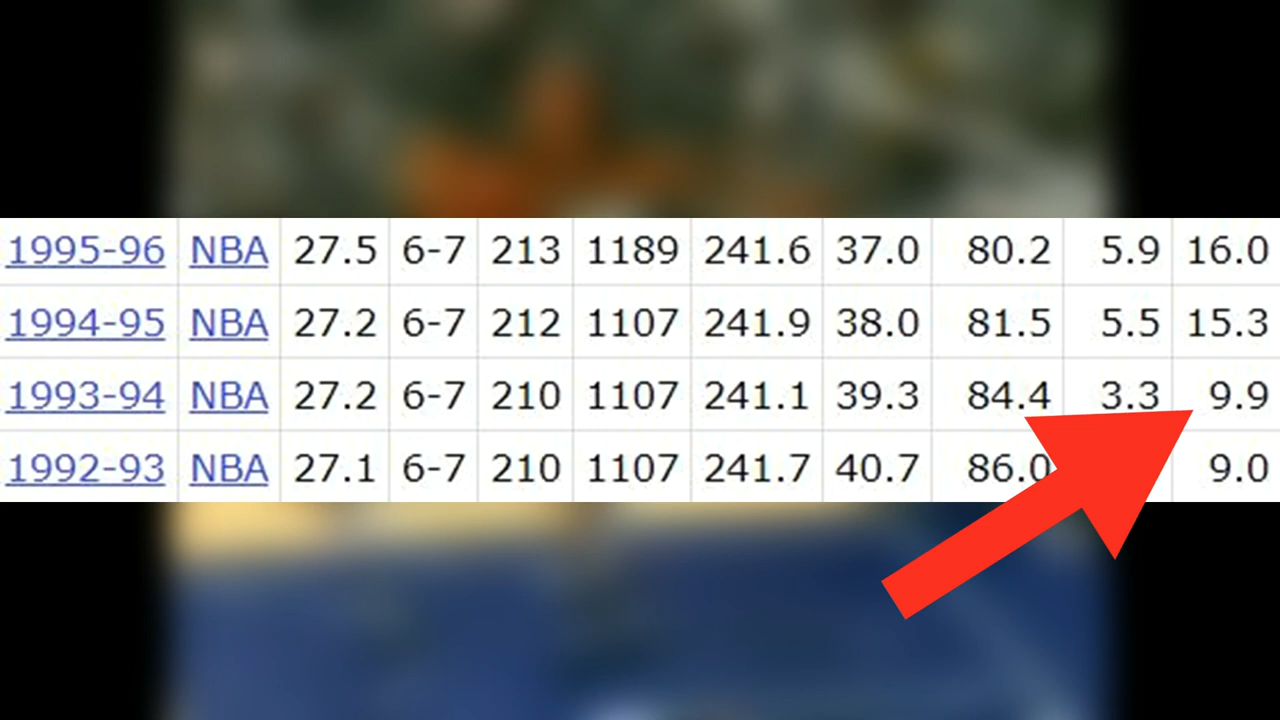 1995-96 NBA 27.5 6-7 213 1189 241.6 37.0 80.2 5.9 16.0
1994-95 NBA 27.2 6-7 212 1107 241.9 38.0 81.5 5.5 15.3
1993-94 NBA 27.2 6-7 210 1107 241.1 39.3 84.4 3.3 9.9
1992-93 NBA 27.1 6-7 210 1107 241.7 40.7 86.0 9.0